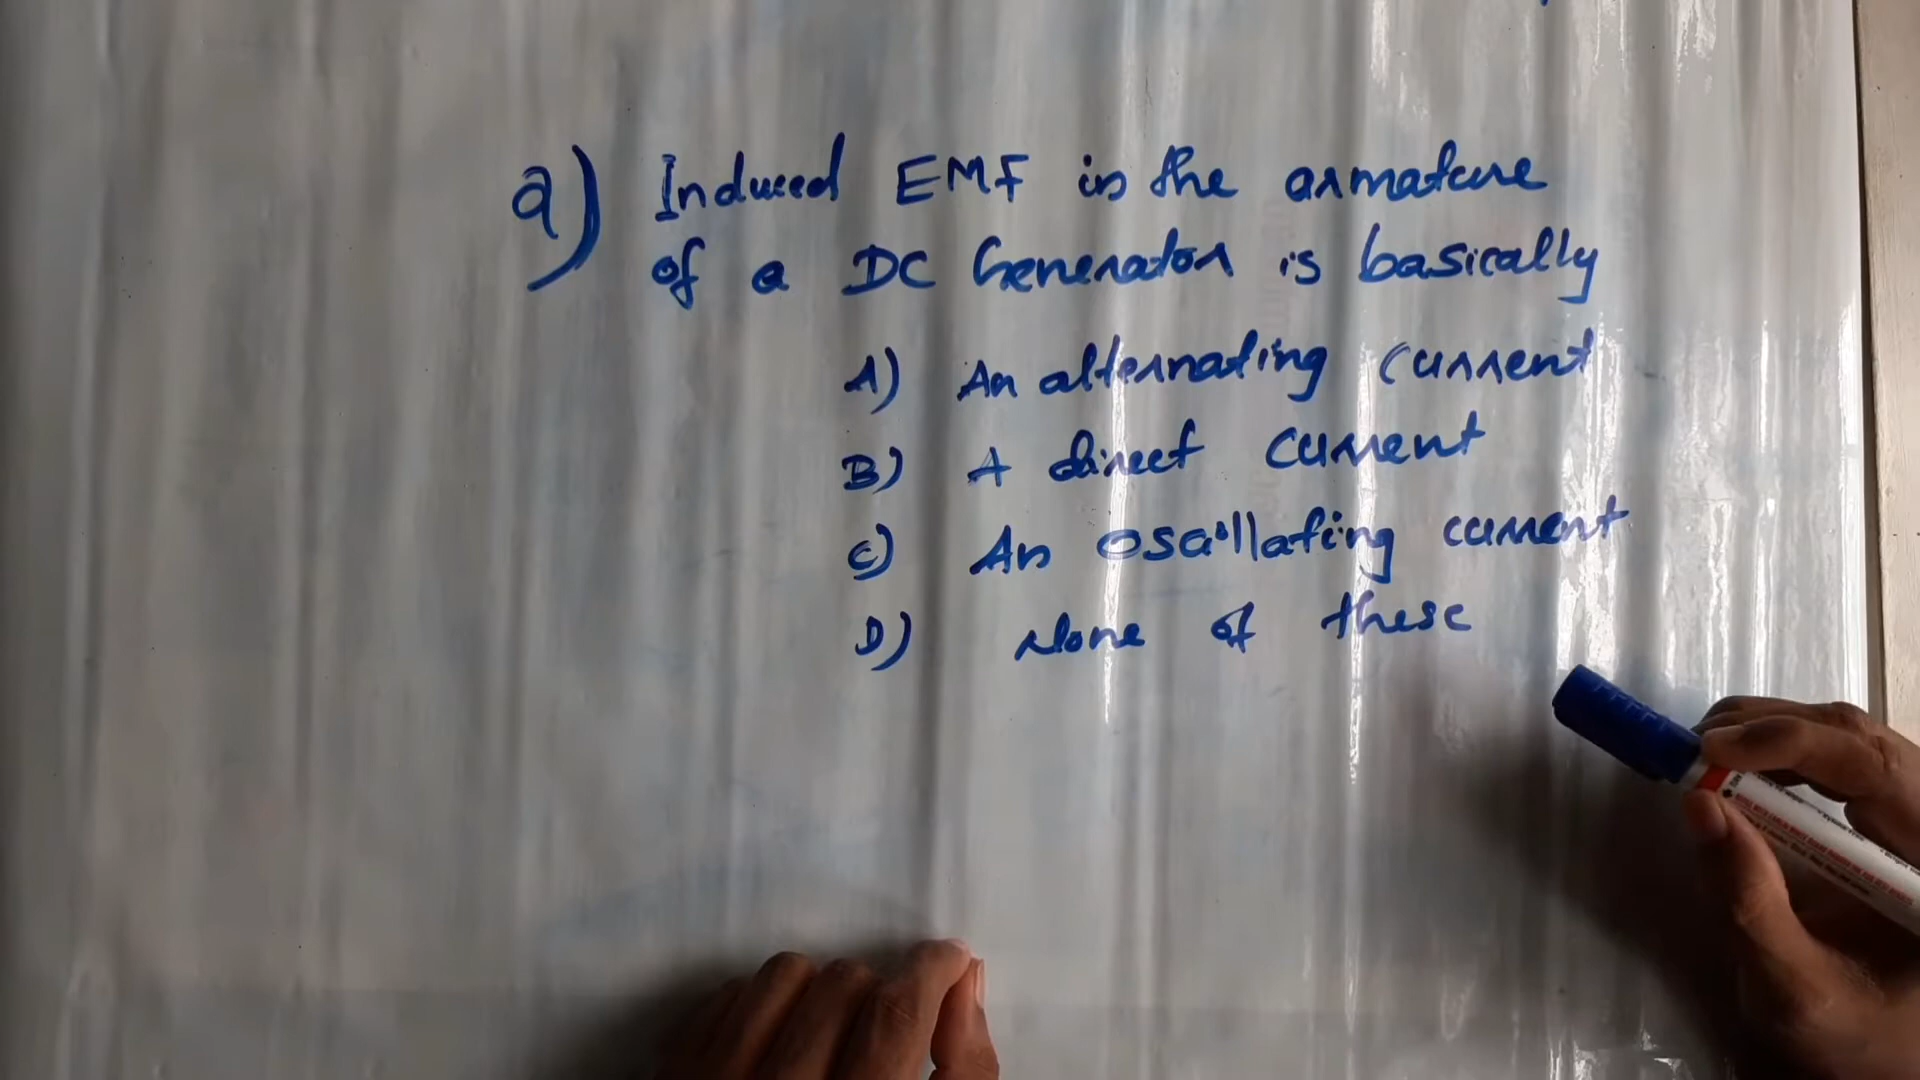 a) Induced EMF in the armature
of a DC Generator is basically
A) An alternating current
B) A direct current
C) An oscillating current
D) None of these